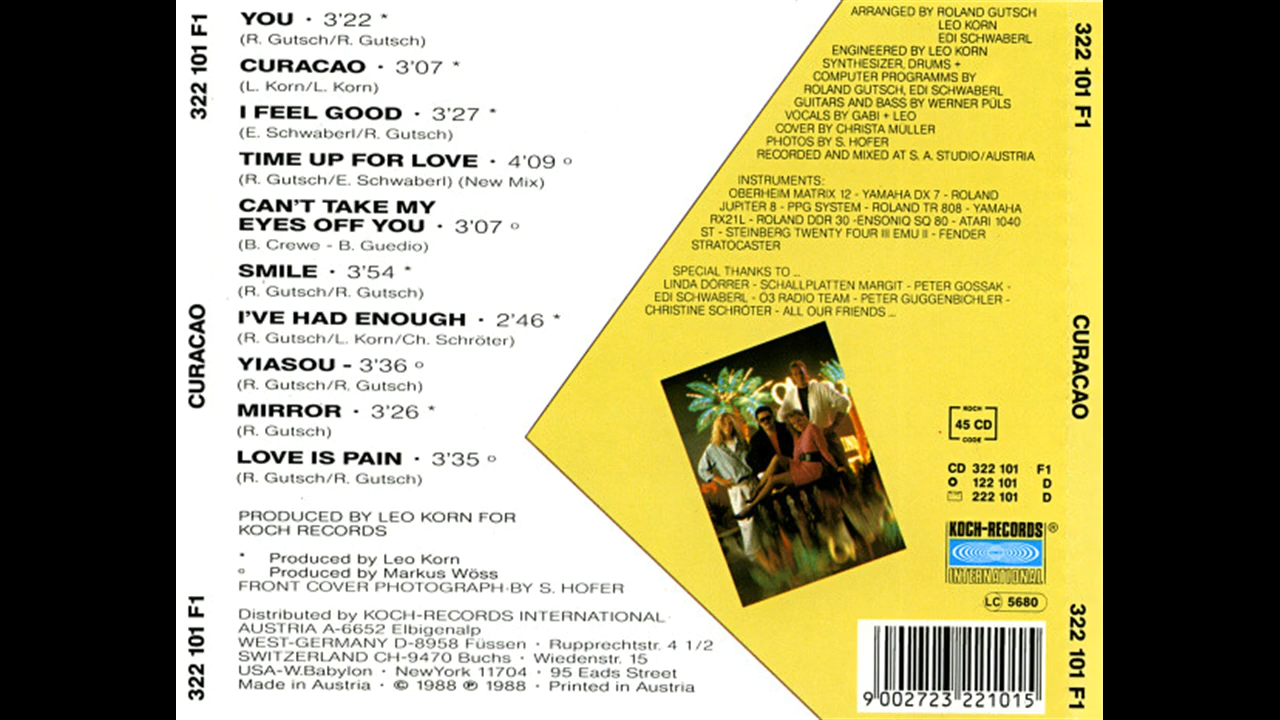 322 101 F1
CURACAO
322 101 F1
YOU · 3'22 *
(R. Gutsch/R. Gutsch)
CURACAO · 3'07 *
(L. Korn/L. Korn)
I FEEL GOOD · 3'27 *
(E. Schwaberl/R. Gutsch)
TIME UP FOR LOVE · 4'09 o
(R. Gutsch/E. Schwaberl) (New Mix)
CAN'T TAKE MY
EYES OFF YOU · 3'07 o
(B. Crewe - B. Guedio)
SMILE · 3'54 *
(R. Gutsch/R. Gutsch)
I'VE HAD ENOUGH · 2'46 *
(R. Gutsch/L. Korn/Ch. Schröter)
YIASOU - 3'36 o
(R. Gutsch/R. Gutsch)
MIRROR · 3'26 *
(R. Gutsch)
LOVE IS PAIN · 3'35 o
(R. Gutsch/R. Gutsch)
PRODUCED BY LEO KORN FOR
KOCH RECORDS
* Produced by Leo Korn
o Produced by Markus Wöss
FRONT COVER PHOTOGRAPH·BY S. HOFER
Distributed by KOCH-RECORDS INTERNATIONAL
AUSTRIA A-6652 Elbigenalp
WEST-GERMANY D-8958 Füssen · Rupprechtstr. 4 1/2
SWITZERLAND CH-9470 Buchs · Wiedenstr. 15
USA-W.Babylon · NewYork 11704 · 95 Eads Street
Made in Austria · © 1988 ℗ 1988 · Printed in Austria
ARRANGED BY ROLAND GUTSCH
LEO KORN
EDI SCHWABERL
ENGINEERED BY LEO KORN
SYNTHESIZER, DRUMS +
COMPUTER PROGRAMMS BY
ROLAND GUTSCH, EDI SCHWABERL
GUITARS AND BASS BY WERNER PÜLS
VOCALS BY GABI + LEO
COVER BY CHRISTA MÜLLER
PHOTOS BY S. HOFER
RECORDED AND MIXED AT S. A. STUDIO/AUSTRIA
INSTRUMENTS:
OBERHEIM MATRIX 12 - YAMAHA DX 7 - ROLAND
JUPITER 8 - PPG SYSTEM - ROLAND TR 808 - YAMAHA
RX21L - ROLAND DDR 30 -ENSONIQ SQ 80 - ATARI 1040
ST - STEINBERG TWENTY FOUR III EMU II - FENDER
STRATOCASTER
SPECIAL THANKS TO ...
LINDA DÖRRER - SCHALLPLATTEN MARGIT - PETER GOSSAK -
EDI SCHWABERL - Ö3 RADIO TEAM - PETER GUGGENBICHLER -
CHRISTINE SCHRÖTER - ALL OUR FRIENDS ...
KOCH
45 CD
CODE
CD 322 101 F1
122 101 D
222 101 D
KOCH-RECORDS ®
INTERNATIONAL
LC 5680
9 002723 221015
322 101 F1
CURACAO
322 101 F1